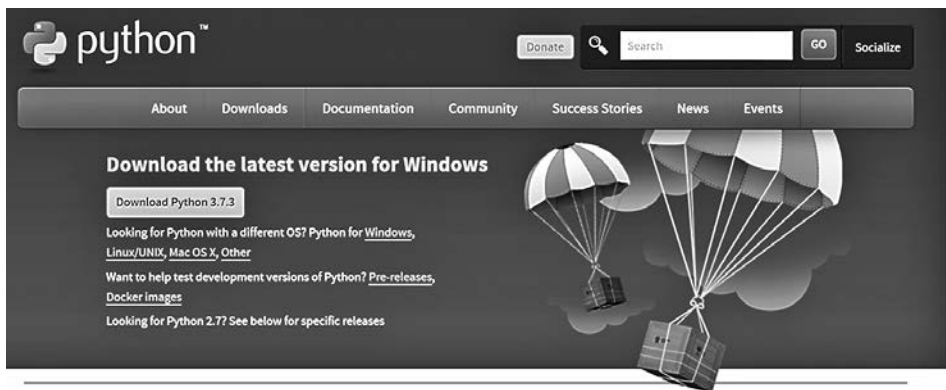 python™
Donate
Search
GO
Socialize
About Downloads Documentation Community Success Stories News Events
Download the latest version for Windows
Download Python 3.7.3
Looking for Python with a different OS? Python for Windows,
Linux/UNIX, Mac OS X, Other
Want to help test development versions of Python? Pre-releases,
Docker images
Looking for Python 2.7? See below for specific releases